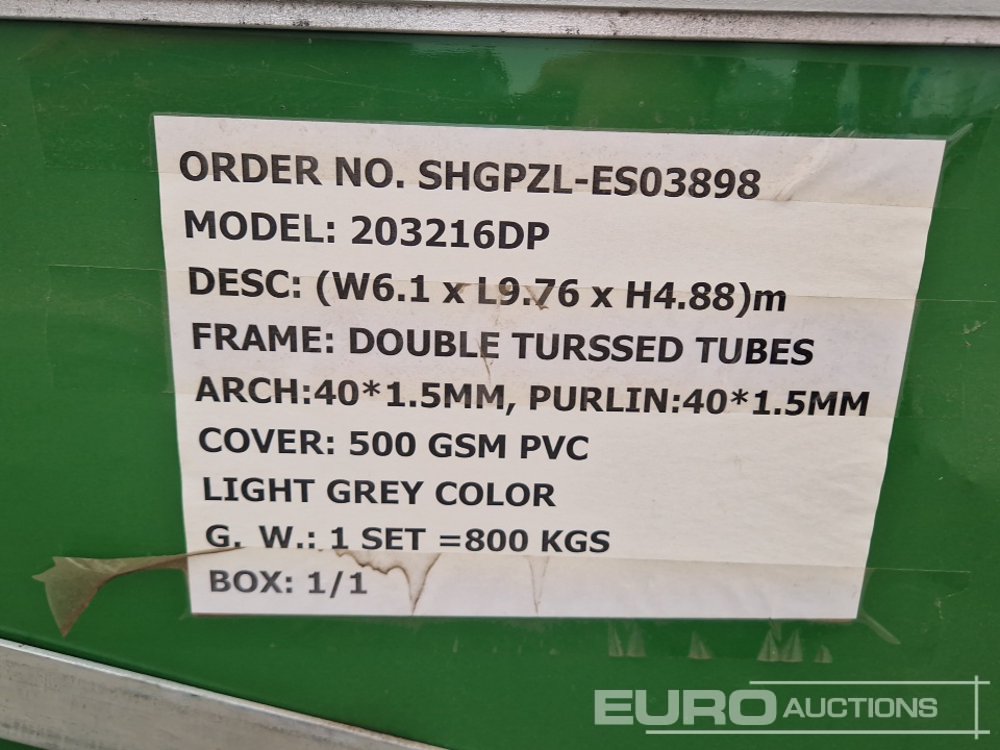 ORDER NO. SHGPZL-ES03898
MODEL: 203216DP
DESC: (W6.1 x L9.76 x H4.88)m
FRAME: DOUBLE TURSSED TUBES
ARCH:40*1.5MM, PURLIN:40*1.5MM
COVER: 500 GSM PVC
LIGHT GREY COLOR
G. W.: 1 SET =800 KGS
BOX: 1/1
EURO AUCTIONS